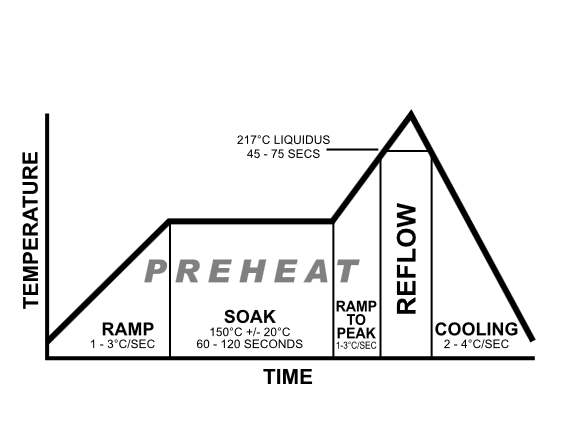 217°C LIQUIDUS
45 - 75 SECS
TEMPERATURE
PREHEAT
RAMP
1 - 3°C/SEC
SOAK
150°C +/- 20°C
60 - 120 SECONDS
RAMP
TO
PEAK
1-3°C/SEC
REFLOW
COOLING
2 - 4°C/SEC
TIME